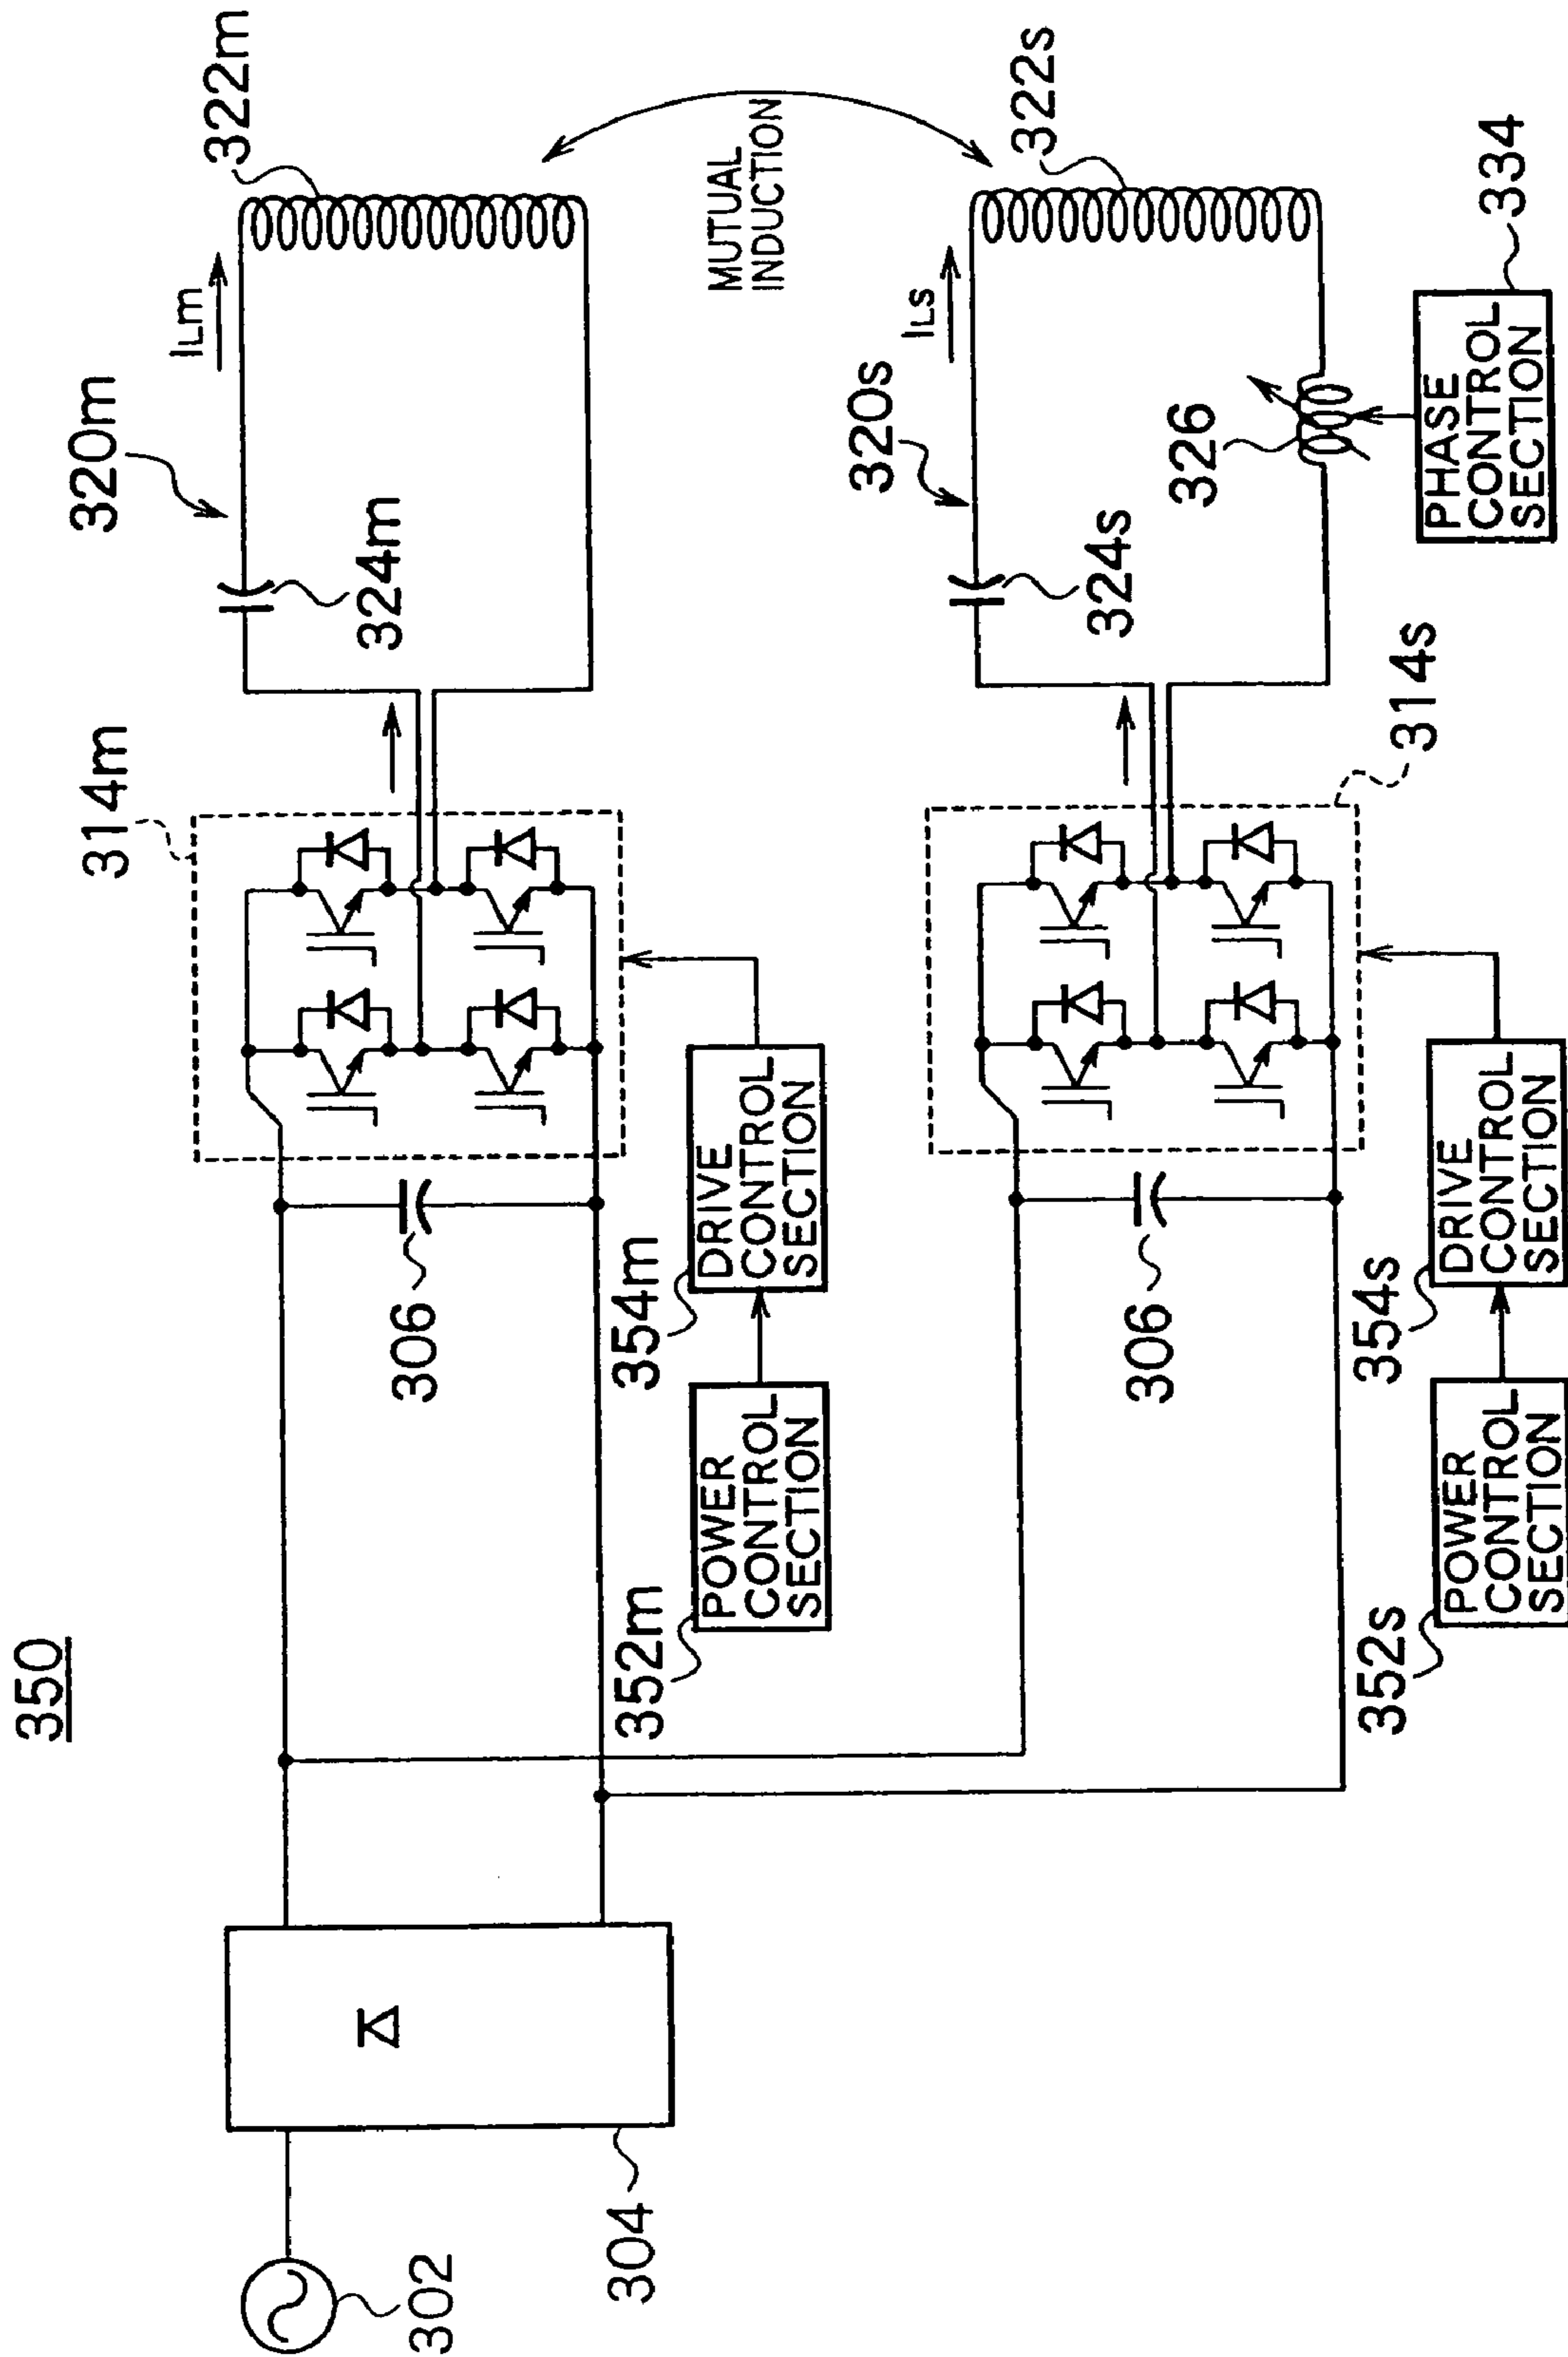 350
302
304
306
314m
320m
324m
ILm
322m
352m
POWER
CONTROL
SECTION
354m
DRIVE
CONTROL
SECTION
MUTUAL
INDUCTION
306
320s
324s
ILs
322s
326
314s
352s
POWER
CONTROL
SECTION
354s
DRIVE
CONTROL
SECTION
PHASE
CONTROL
SECTION
334